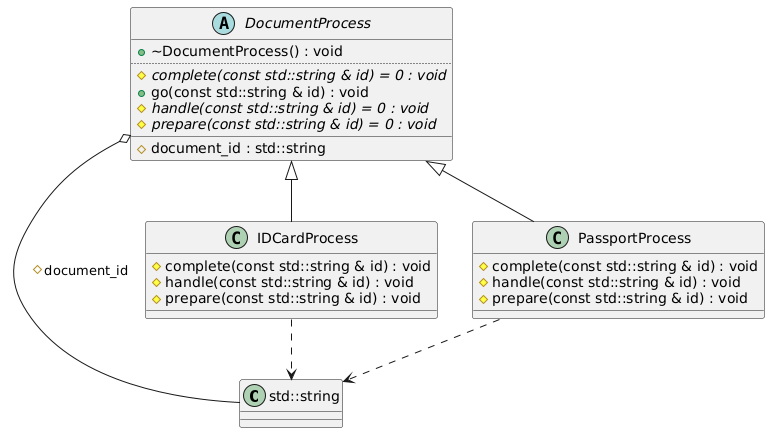 A DocumentProcess
~DocumentProcess() : void
complete(const std::string & id) = 0 : void
go(const std::string & id) : void
handle(const std::string & id) = 0 : void
prepare(const std::string & id) = 0 : void
document_id : std::string
C IDCardProcess
complete(const std::string & id) : void
handle(const std::string & id) : void
prepare(const std::string & id) : void
C PassportProcess
complete(const std::string & id) : void
handle(const std::string & id) : void
prepare(const std::string & id) : void
document_id
C std::string